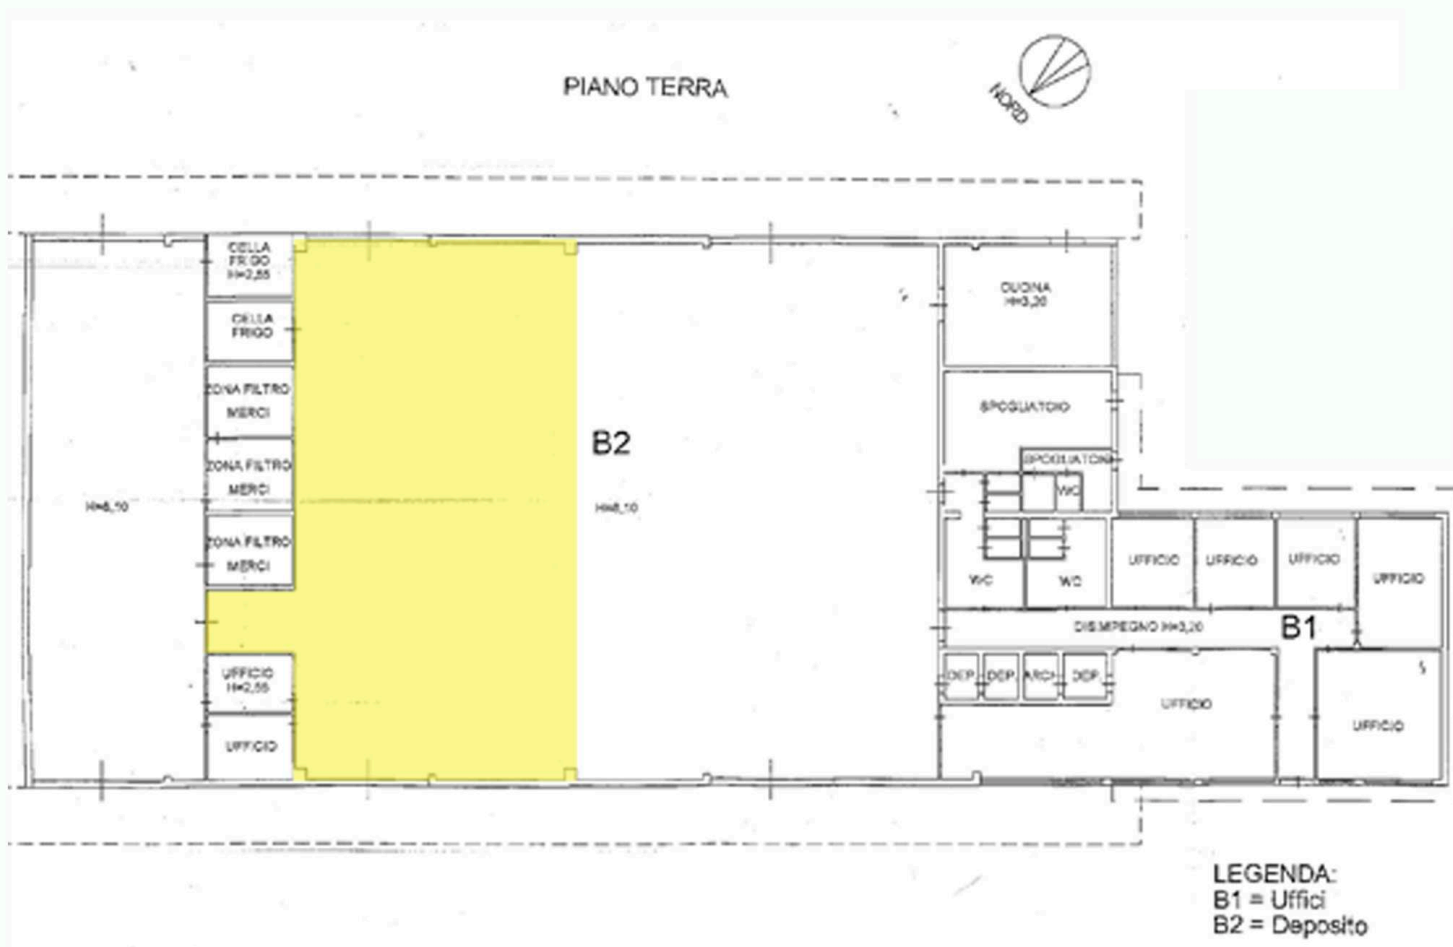 PIANO TERRA
NORD
CELLA
FRIGO
H=2,55
CELLA
FRIGO
ZONA FILTRO
MERCI
ZONA FILTRO
MERCI
ZONA FILTRO
MERCI
UFFICIO
H=2,55
UFFICIO
B2
CUCINA
H=3,20
SPOGLIATOIO
SPOGLIATOIO
WC
WC
WC
UFFICIO
UFFICIO
UFFICIO
UFFICIO
DISIMPEGNO H=3,20
B1
DEP.
DEP.
ARCH
DEP.
UFFICIO
UFFICIO
LEGENDA:
B1 = Uffici
B2 = Deposito